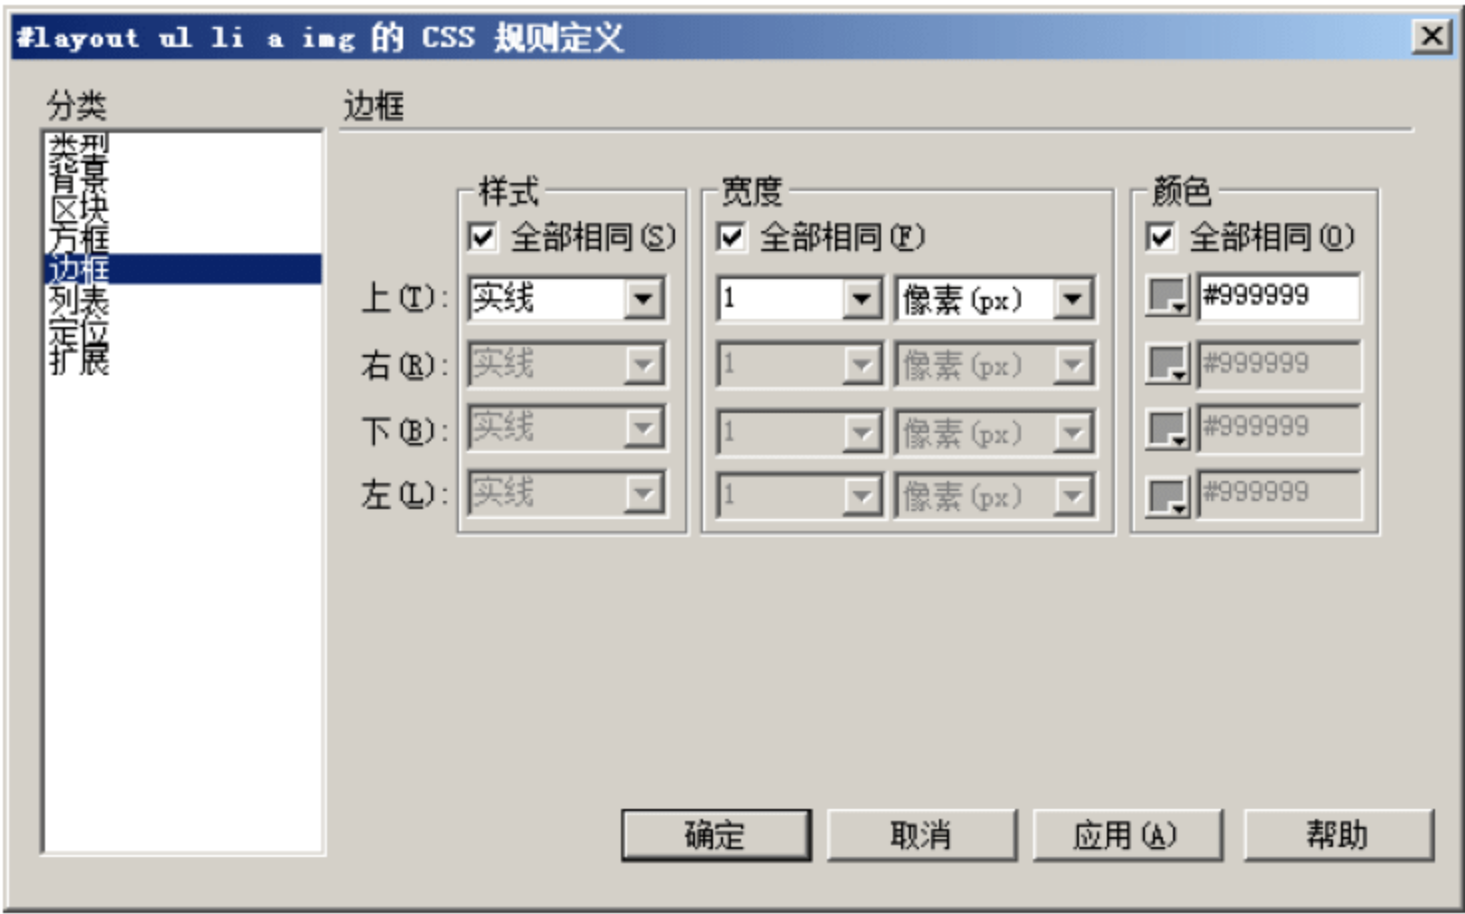 #layout ul li a img 的 CSS 规则定义
分类
类型
背景
区块
方框
边框
列表
定位
扩展
边框
样式 宽度 颜色
全部相同(S) 全部相同(F) 全部相同(O)
上(T): 实线 1 像素(px) #999999
右(R): 实线 1 像素(px) #999999
下(B): 实线 1 像素(px) #999999
左(L): 实线 1 像素(px) #999999
确定 取消 应用(A) 帮助